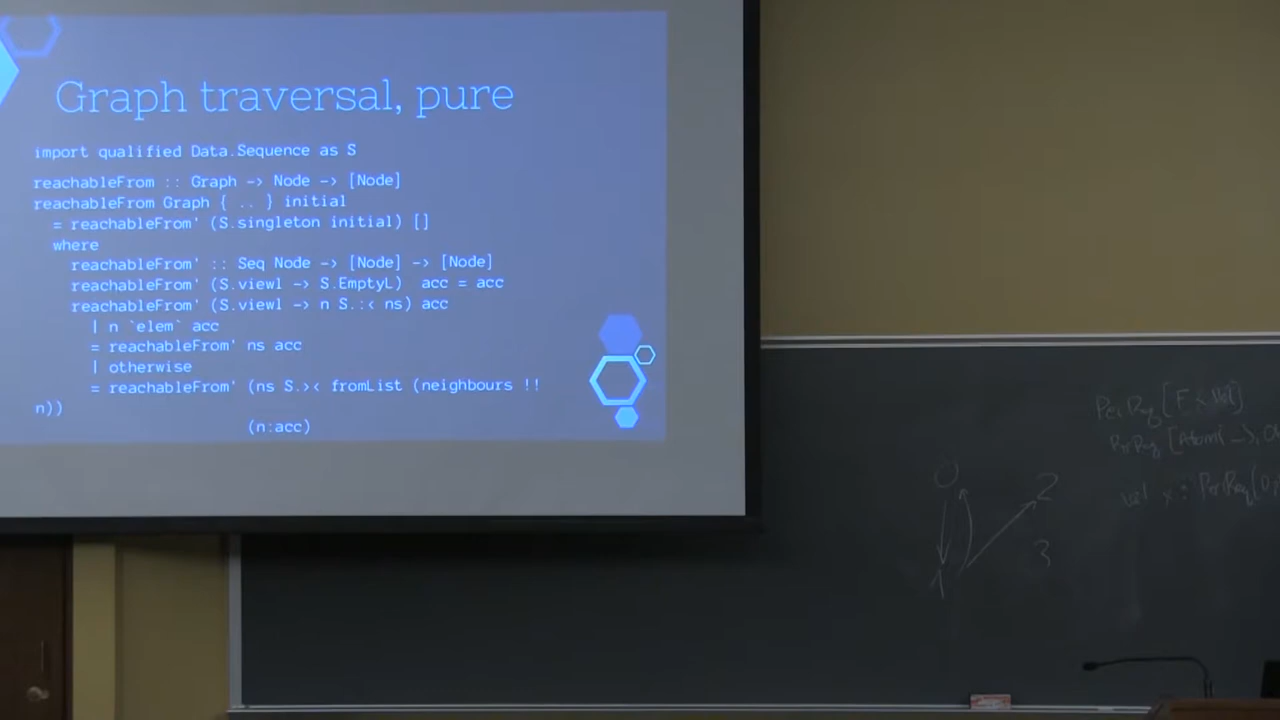 Graph traversal, pure
import qualified Data.Sequence as S
reachableFrom :: Graph -> Node -> [Node]
reachableFrom Graph { .. } initial
= reachableFrom' (S.singleton initial) []
where
reachableFrom' :: Seq Node -> [Node] -> [Node]
reachableFrom' (S.viewl -> S.EmptyL) acc = acc
reachableFrom' (S.viewl -> n S.:< ns) acc
| n `elem` acc
= reachableFrom' ns acc
| otherwise
= reachableFrom' (ns S.>< fromList (neighbours !!
n))
(n:acc)
0
2
3
1
val x :